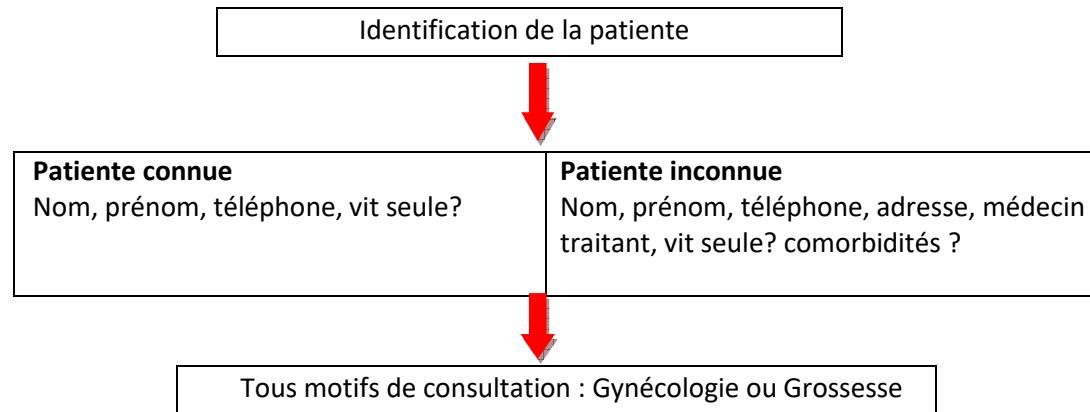 Identification de la patiente
Patiente connue
Nom, prénom, téléphone, vit seule?
Patiente inconnue
Nom, prénom, téléphone, adresse, médecin
traitant, vit seule? comorbidités ?
Tous motifs de consultation : Gynécologie ou Grossesse